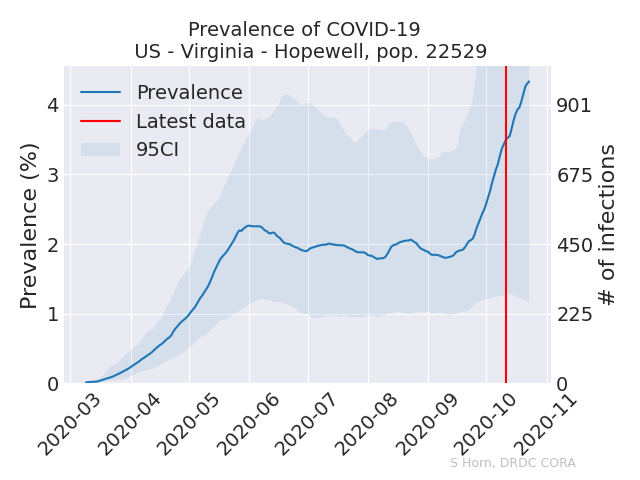 Prevalence of COVID-19
US - Virginia - Hopewell, pop. 22529
Prevalence
Latest data
95CI
Prevalence (%)
4
3
2
1
0
901
675
450
225
0
# of infections
2020-03
2020-04
2020-05
2020-06
2020-07
2020-08
2020-09
2020-10
2020-11
S Horn, DRDC CORA